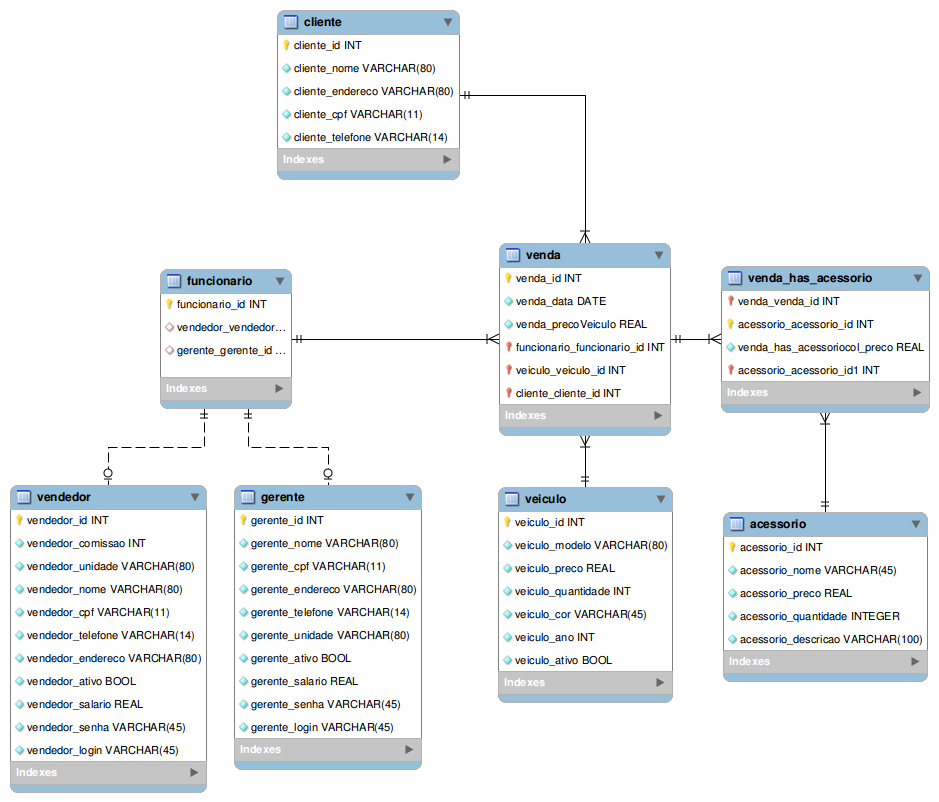 cliente
cliente_id INT
cliente_nome VARCHAR(80)
cliente_endereco VARCHAR(80)
cliente_cpf VARCHAR(11)
cliente_telefone VARCHAR(14)
Indexes
funcionario
funcionario_id INT
vendedor_vendedor...
gerente_gerente_id ...
Indexes
venda
venda_id INT
venda_data DATE
venda_precoVeiculo REAL
funcionario_funcionario_id INT
veiculo_veiculo_id INT
cliente_cliente_id INT
Indexes
venda_has_acessorio
venda_venda_id INT
acessorio_acessorio_id INT
venda_has_acessoriocol_preco REAL
acessorio_acessorio_id1 INT
Indexes
vendedor
vendedor_id INT
vendedor_comissao INT
vendedor_unidade VARCHAR(80)
vendedor_nome VARCHAR(80)
vendedor_cpf VARCHAR(11)
vendedor_telefone VARCHAR(14)
vendedor_endereco VARCHAR(80)
vendedor_ativo BOOL
vendedor_salario REAL
vendedor_senha VARCHAR(45)
vendedor_login VARCHAR(45)
Indexes
gerente
gerente_id INT
gerente_nome VARCHAR(80)
gerente_cpf VARCHAR(11)
gerente_endereco VARCHAR(80)
gerente_telefone VARCHAR(14)
gerente_unidade VARCHAR(80)
gerente_ativo BOOL
gerente_salario REAL
gerente_senha VARCHAR(45)
gerente_login VARCHAR(45)
Indexes
veiculo
veiculo_id INT
veiculo_modelo VARCHAR(80)
veiculo_preco REAL
veiculo_quantidade INT
veiculo_cor VARCHAR(45)
veiculo_ano INT
veiculo_ativo BOOL
Indexes
acessorio
acessorio_id INT
acessorio_nome VARCHAR(45)
acessorio_preco REAL
acessorio_quantidade INTEGER
acessorio_descricao VARCHAR(100)
Indexes